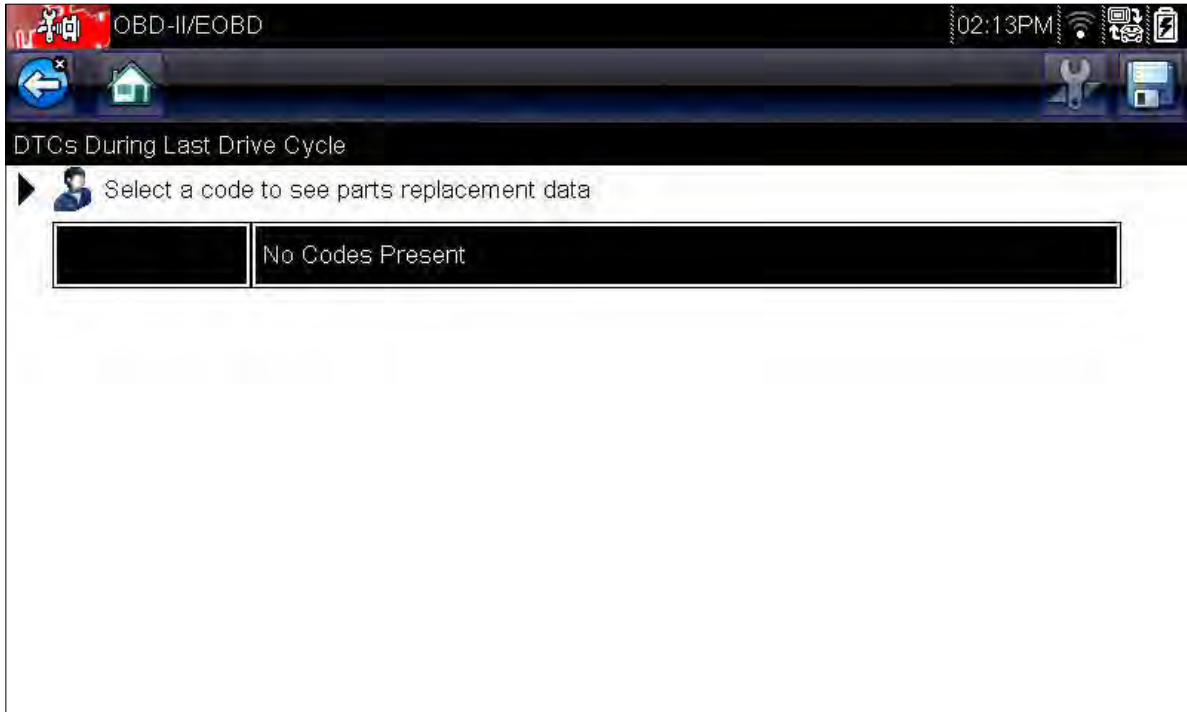 OBD-II/EOBD 02:13PM
DTCs During Last Drive Cycle
Select a code to see parts replacement data
No Codes Present